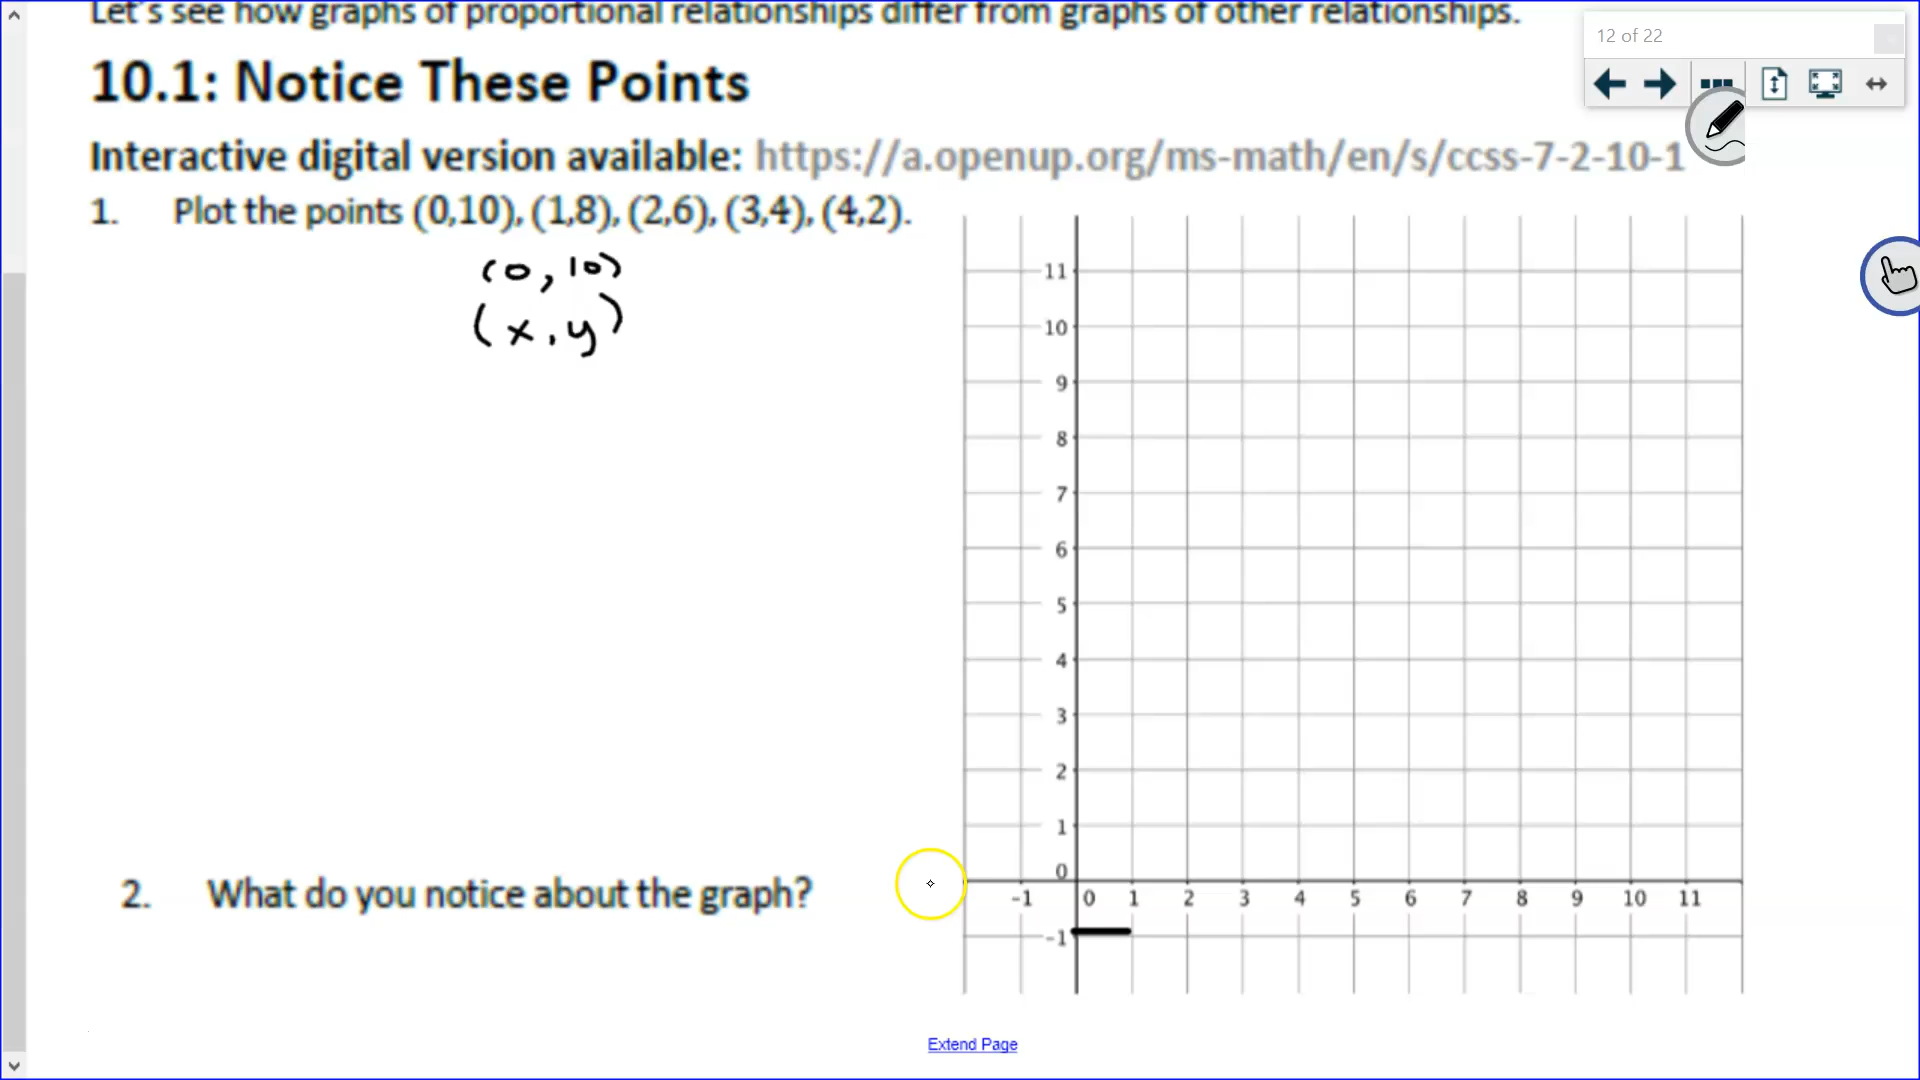 Let's see how graphs of proportional relationships differ from graphs of other relationships.
12 of 22
10.1: Notice These Points
Interactive digital version available: https://a.openup.org/ms-math/en/s/ccss-7-2-10-1
1. Plot the points (0,10), (1,8), (2,6), (3,4), (4,2).
(0,10)
(x,y)
11
10
9
8
7
6
5
4
3
2
1
0
-1 0 1 2 3 4 5 6 7 8 9 10 11
-1
2. What do you notice about the graph?
Extend Page